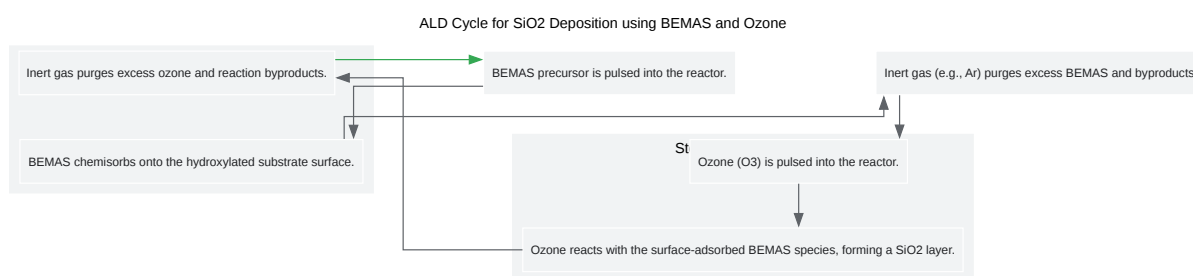 ALD Cycle for SiO2 Deposition using BEMAS and Ozone
Inert gas purges excess ozone and reaction byproducts.
BEMAS precursor is pulsed into the reactor.
Inert gas (e.g., Ar) purges excess BEMAS and byproducts
BEMAS chemisorbs onto the hydroxylated substrate surface.
St
Ozone (O3) is pulsed into the reactor.
Ozone reacts with the surface-adsorbed BEMAS species, forming a SiO2 layer.